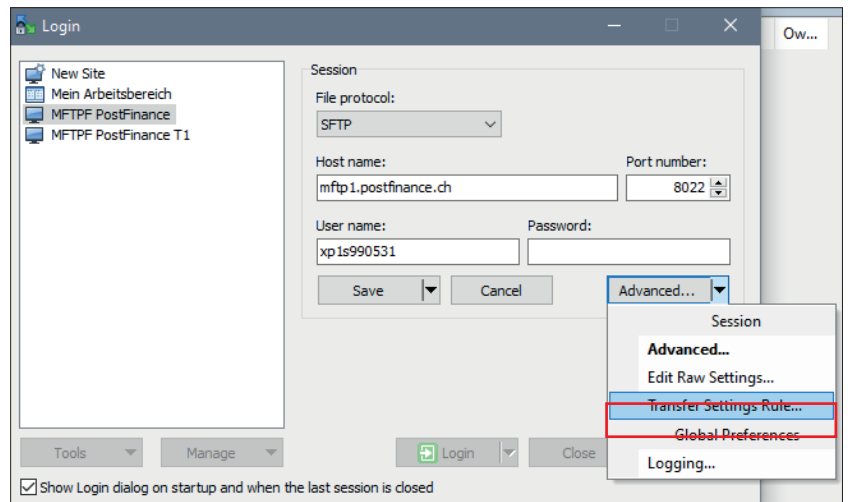 Login
Ow...
New Site
Mein Arbeitsbereich
MFTPF PostFinance
MFTPF PostFinance T1
Session
File protocol:
SFTP
Host name:
Port number:
mftp1.postfinance.ch
8022
User name:
Password:
xp1s990531
Save
Cancel
Advanced...
Session
Advanced...
Edit Raw Settings...
Transfer Settings Rule...
Global Preferences
Logging...
Tools
Manage
Login
Close
Show Login dialog on startup and when the last session is closed